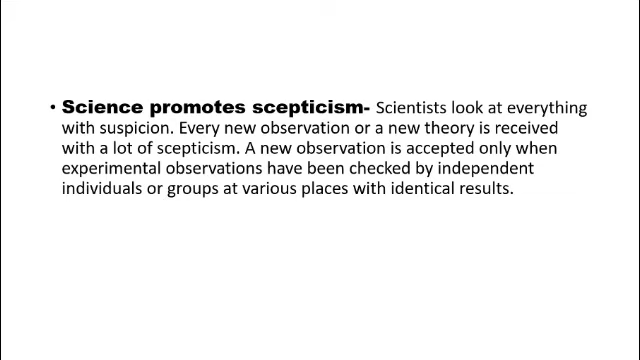 • Science promotes scepticism- Scientists look at everything
with suspicion. Every new observation or a new theory is received
with a lot of scepticism. A new observation is accepted only when
experimental observations have been checked by independent
individuals or groups at various places with identical results.